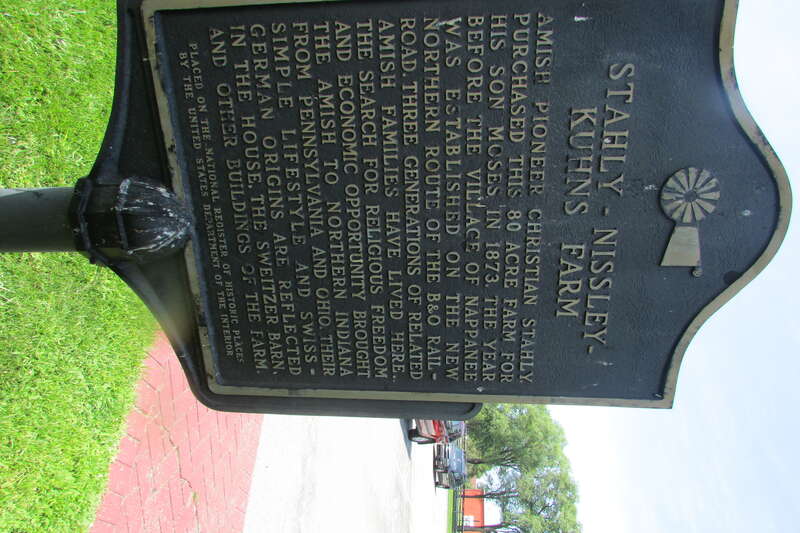 STAHLY - NISSLEY-
KUHNS FARM
AMISH PIONEER CHRISTIAN STAHLY
PURCHASED THIS 80 ACRE FARM FOR
HIS SON MOSES IN 1873, THE YEAR
BEFORE THE VILLAGE OF NAPPANEE
WAS ESTABLISHED ON THE NEW
NORTHERN ROUTE OF THE B&O RAIL-
ROAD. THREE GENERATIONS OF RELATED
AMISH FAMILIES HAVE LIVED HERE.
THE SEARCH FOR RELIGIOUS FREEDOM
AND ECONOMIC OPPORTUNITY BROUGHT
THE AMISH TO NORTHERN INDIANA
FROM PENNSYLVANIA AND OHIO. THEIR
SIMPLE LIFESTYLE AND SWISS-
GERMAN ORIGINS ARE REFLECTED
IN THE HOUSE, THE SWEITZER BARN,
AND OTHER BUILDINGS OF THE FARM.
PLACED ON THE NATIONAL REGISTER OF HISTORIC PLACES
BY THE UNITED STATES DEPARTMENT OF THE INTERIOR